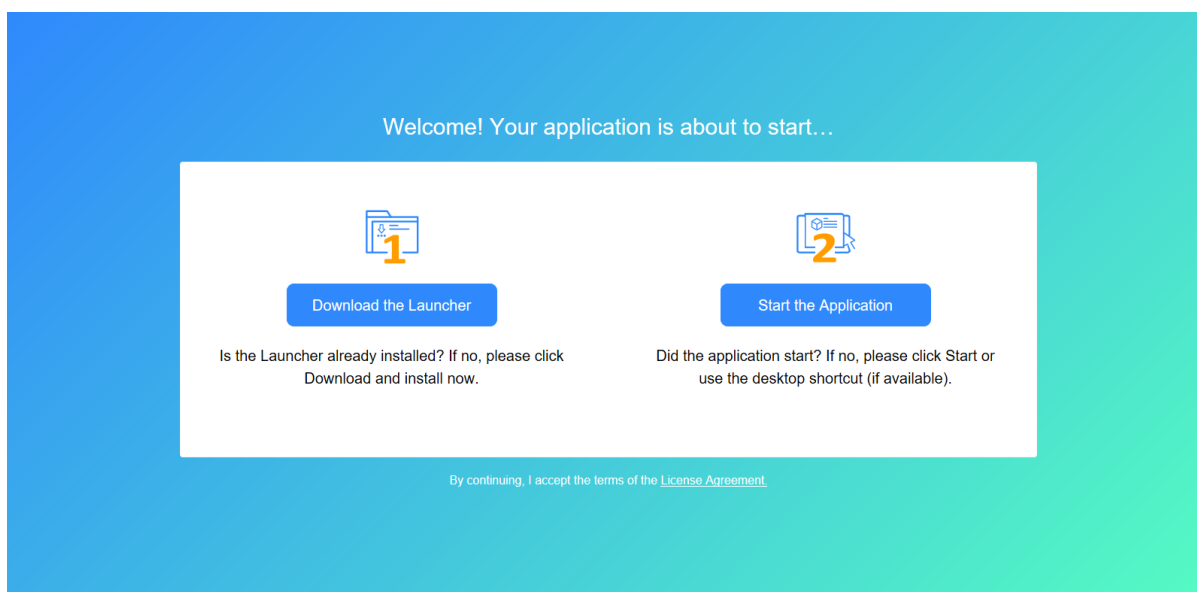 Welcome! Your application is about to start…
1
2
Download the Launcher
Start the Application
Is the Launcher already installed? If no, please click
Download and install now.
Did the application start? If no, please click Start or
use the desktop shortcut (if available).
By continuing, I accept the terms of the License Agreement.